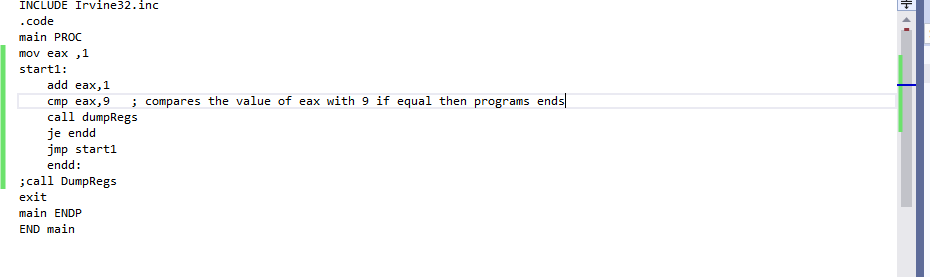 INCLUDE Irvine32.inc
.code
main PROC
mov eax ,1
start1:
    add eax,1
    cmp eax,9   ; compares the value of eax with 9 if equal then programs ends
    call dumpRegs
    je endd
    jmp start1
    endd:
;call DumpRegs
exit
main ENDP
END main